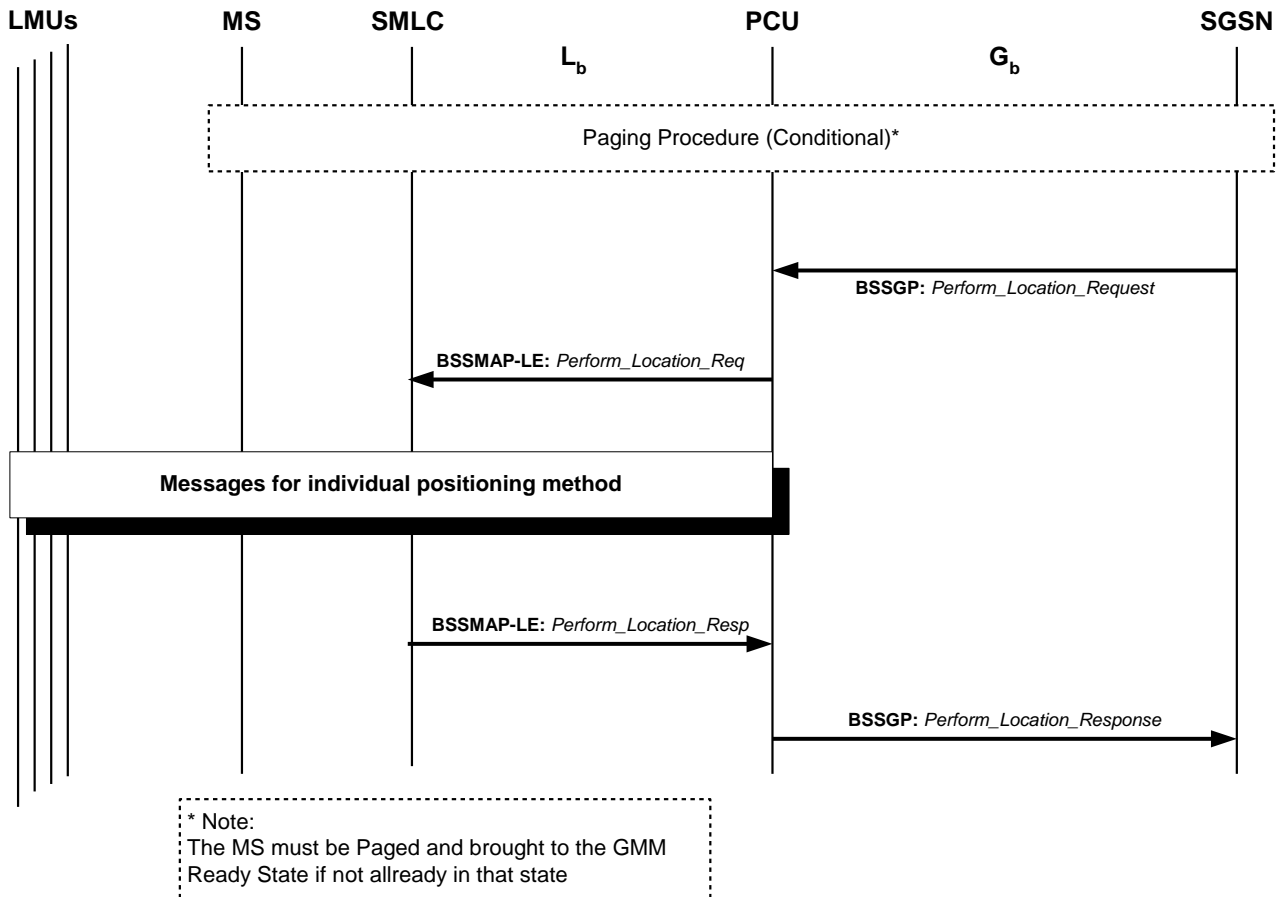 LMUs MS SMLC PCU SGSN
Lb Gb
Paging Procedure (Conditional)*
BSSGP: Perform_Location_Request
BSSMAP-LE: Perform_Location_Req
Messages for individual positioning method
BSSMAP-LE: Perform_Location_Resp
BSSGP: Perform_Location_Response
* Note:
The MS must be Paged and brought to the GMM
Ready State if not allready in that state